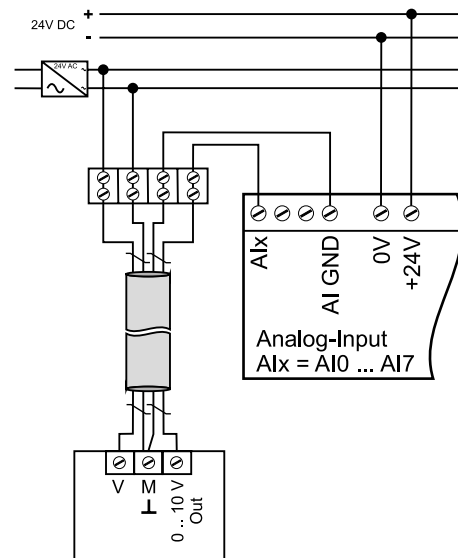 24V DC
+
-
24V AC
~
~
AIx
AI GND
0V
+24V
Analog-Input
AIx = AI0 ... AI7
V
M
0 .. 10 V
Out